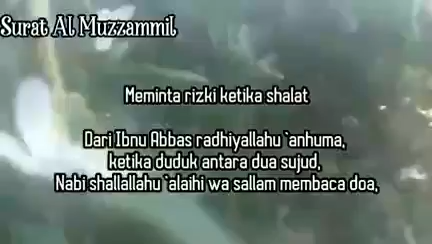 Surat Al Muzzammil
Meminta rizki ketika shalat
Dari Ibnu Abbas radhiyallahu `anhuma,
ketika duduk antara dua sujud,
Nabi shallallahu `alaihi wa sallam membaca doa,